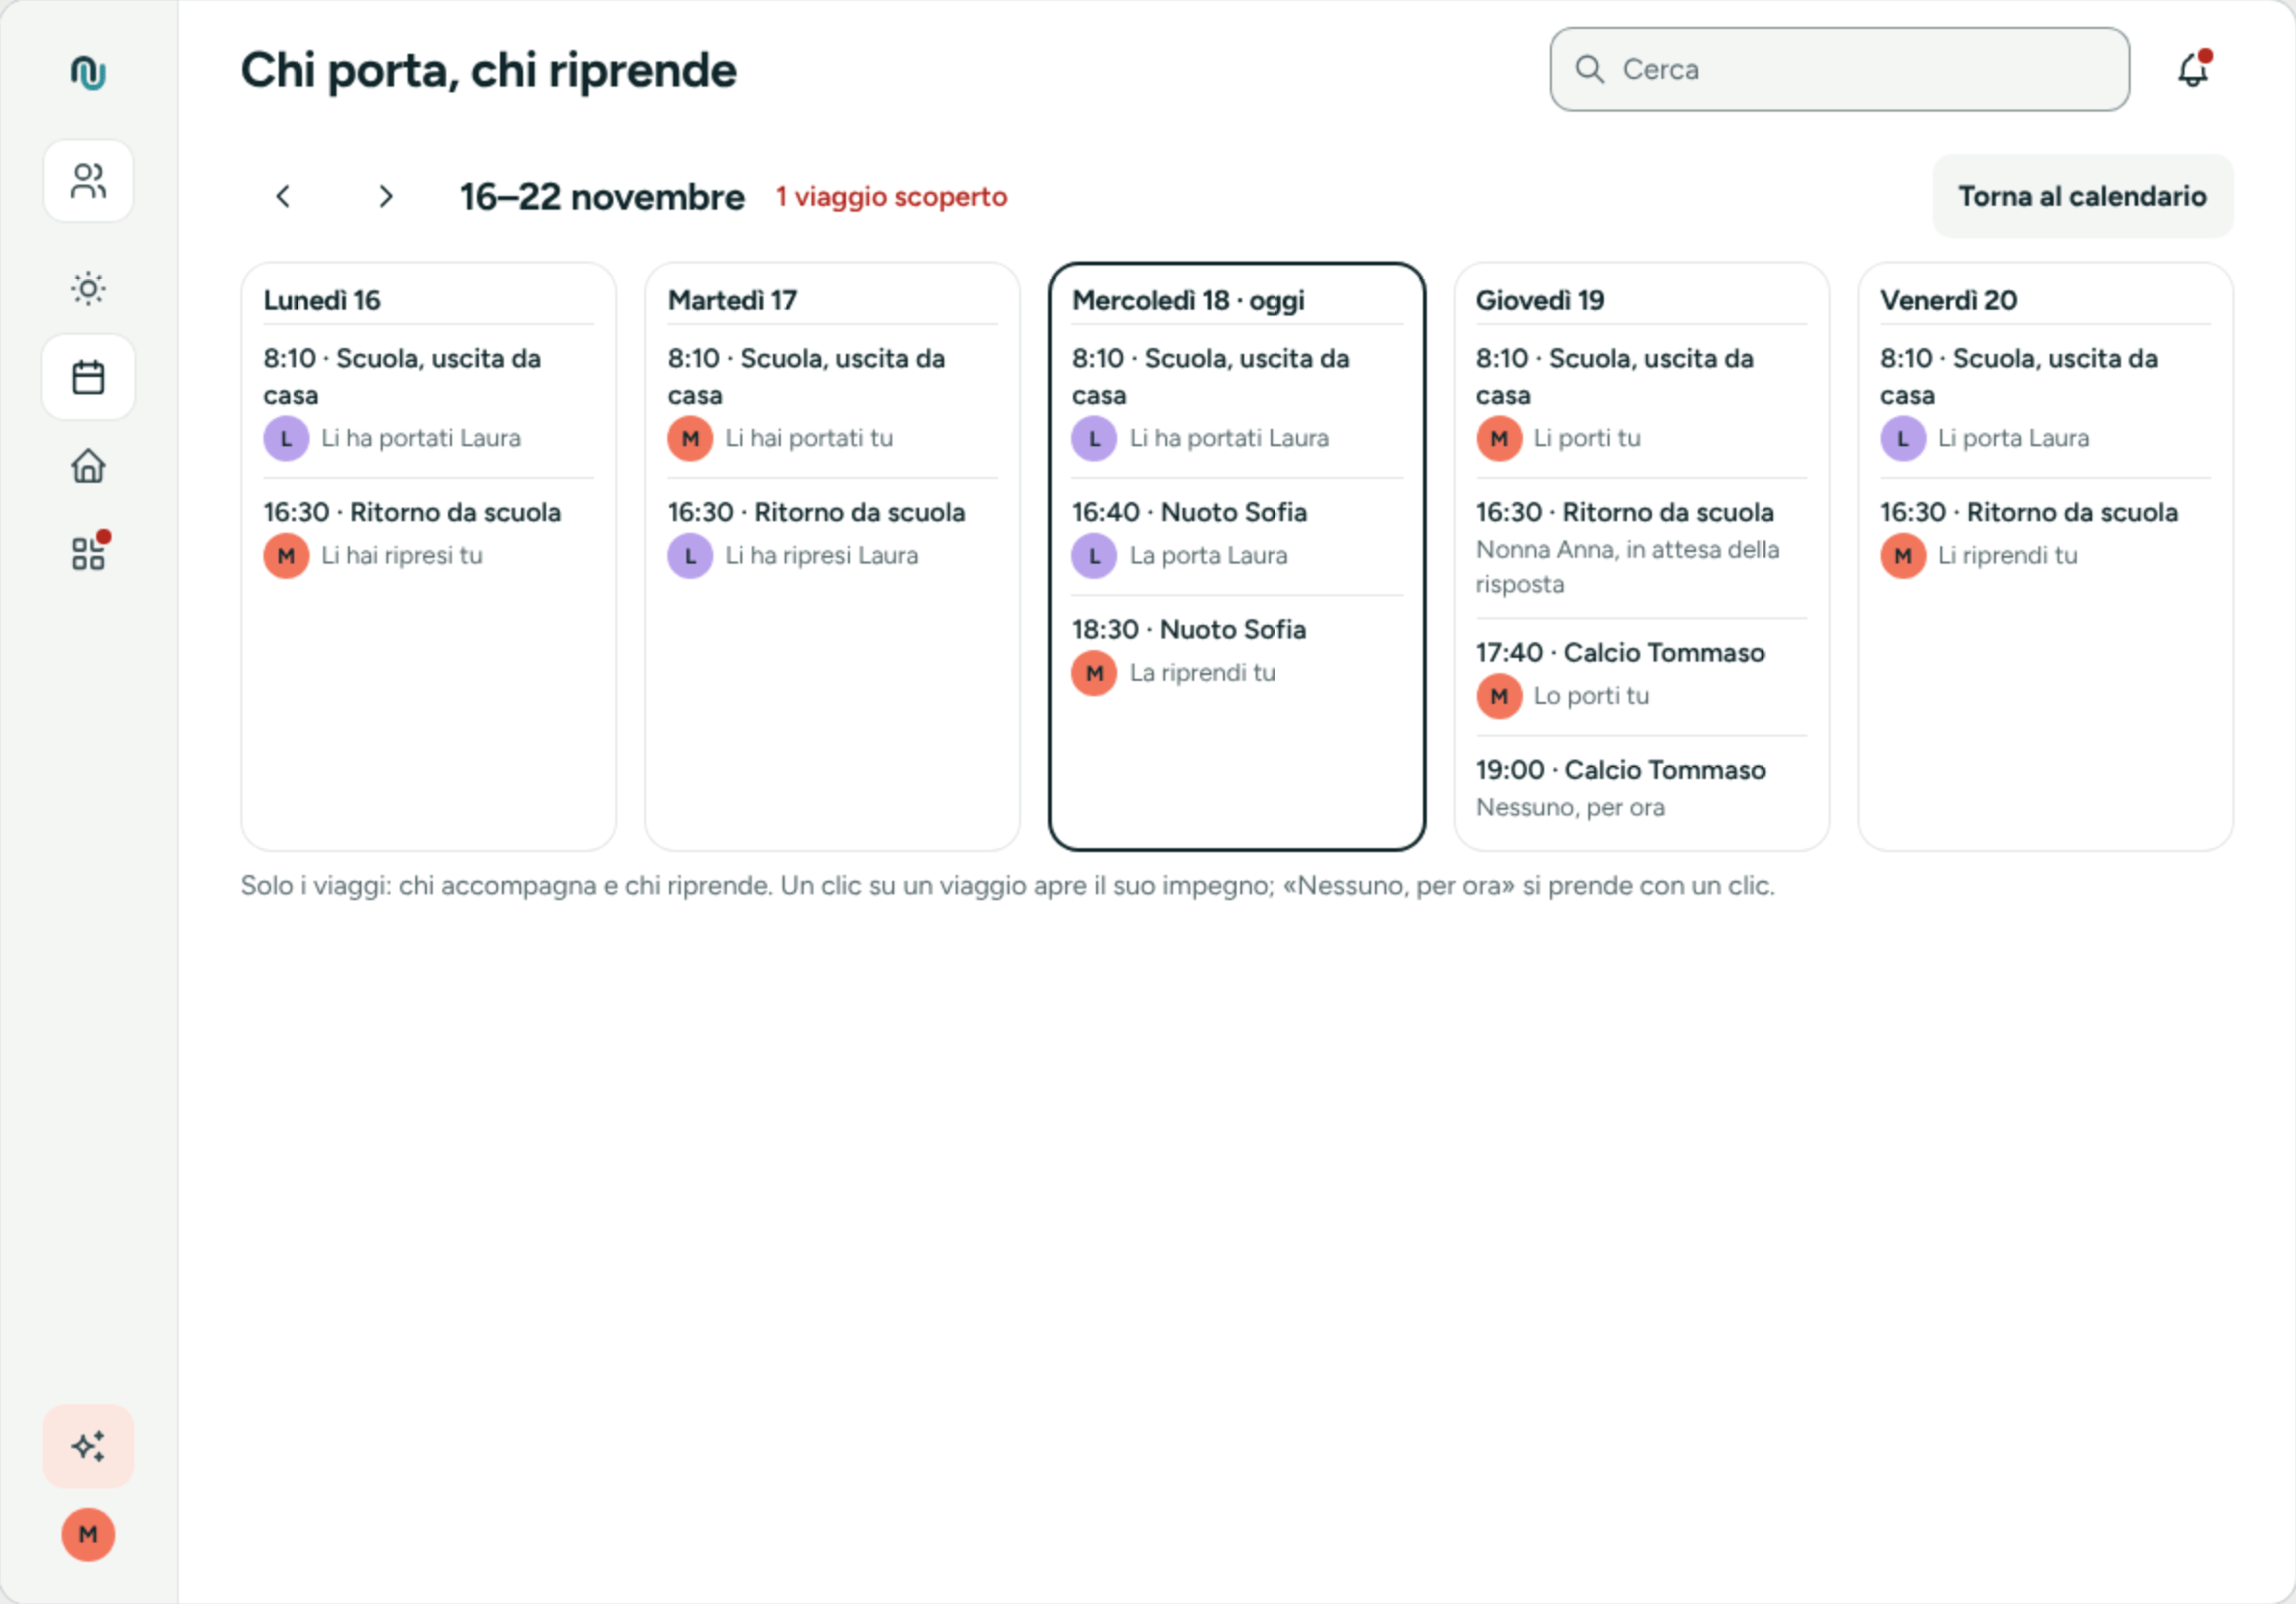 Chi porta, chi riprende
Cerca
16–22 novembre
1 viaggio scoperto
Torna al calendario
Lunedì 16
8:10 · Scuola, uscita da
casa
L
Li ha portati Laura
16:30 · Ritorno da scuola
M
Li hai ripresi tu
Martedì 17
8:10 · Scuola, uscita da
casa
M
Li hai portati tu
16:30 · Ritorno da scuola
L
Li ha ripresi Laura
Mercoledì 18 · oggi
8:10 · Scuola, uscita da
casa
L
Li ha portati Laura
16:40 · Nuoto Sofia
L
La porta Laura
18:30 · Nuoto Sofia
M
La riprendi tu
Giovedì 19
8:10 · Scuola, uscita da
casa
M
Li porti tu
16:30 · Ritorno da scuola
Nonna Anna, in attesa della
risposta
17:40 · Calcio Tommaso
M
Lo porti tu
19:00 · Calcio Tommaso
Nessuno, per ora
Venerdì 20
8:10 · Scuola, uscita da
casa
L
Li porta Laura
16:30 · Ritorno da scuola
M
Li riprendi tu
Solo i viaggi: chi accompagna e chi riprende. Un clic su un viaggio apre il suo impegno; «Nessuno, per ora» si prende con un clic.
M